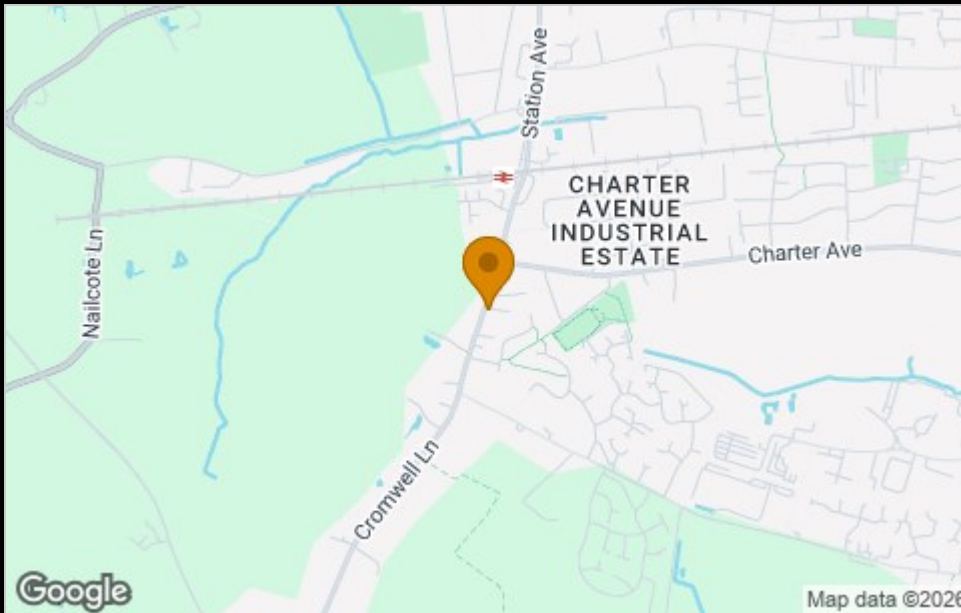 Station Ave
CHARTER
AVENUE
INDUSTRIAL
ESTATE
Charter Ave
Nailcote Ln
Cromwell Ln
Google
Map data ©2026